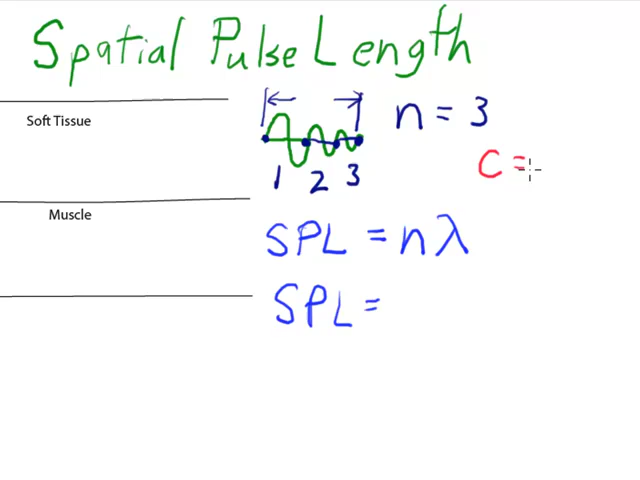 Spatial Pulse Length
Soft Tissue
n = 3
1 2 3
C =
Muscle
SPL = nλ
SPL =